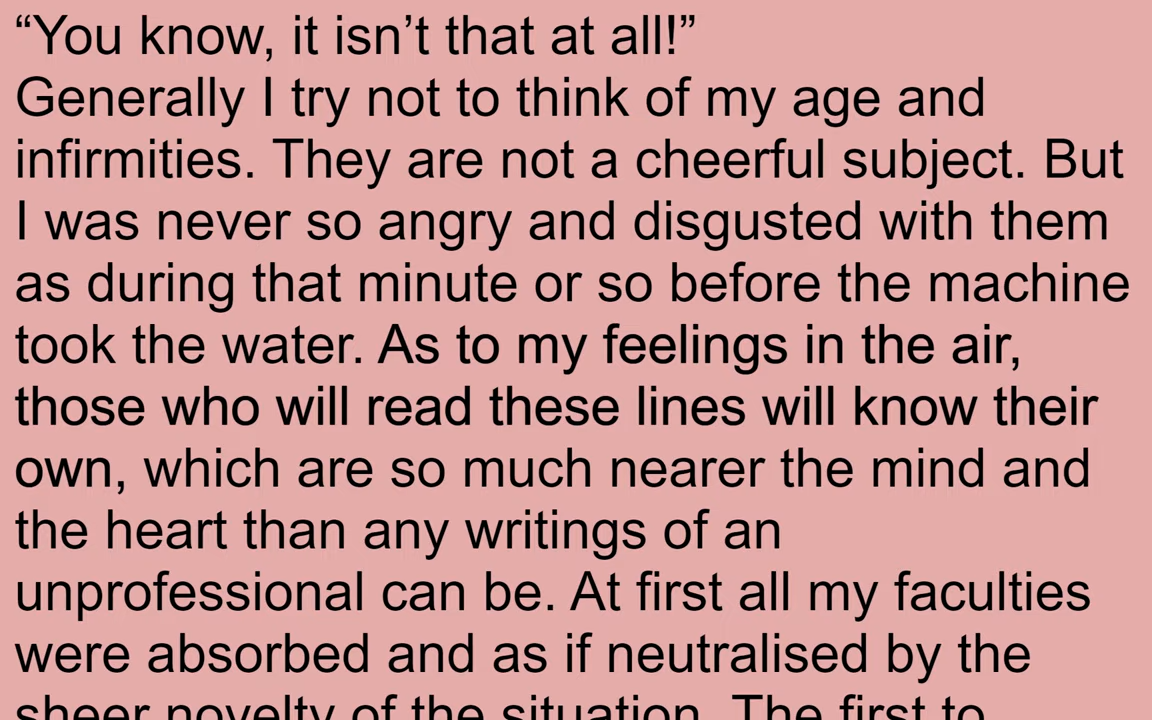 “You know, it isn’t that at all!”
Generally I try not to think of my age and
infirmities. They are not a cheerful subject. But
I was never so angry and disgusted with them
as during that minute or so before the machine
took the water. As to my feelings in the air,
those who will read these lines will know their
own, which are so much nearer the mind and
the heart than any writings of an
unprofessional can be. At first all my faculties
were absorbed and as if neutralised by the
sheer novelty of the situation. The first to